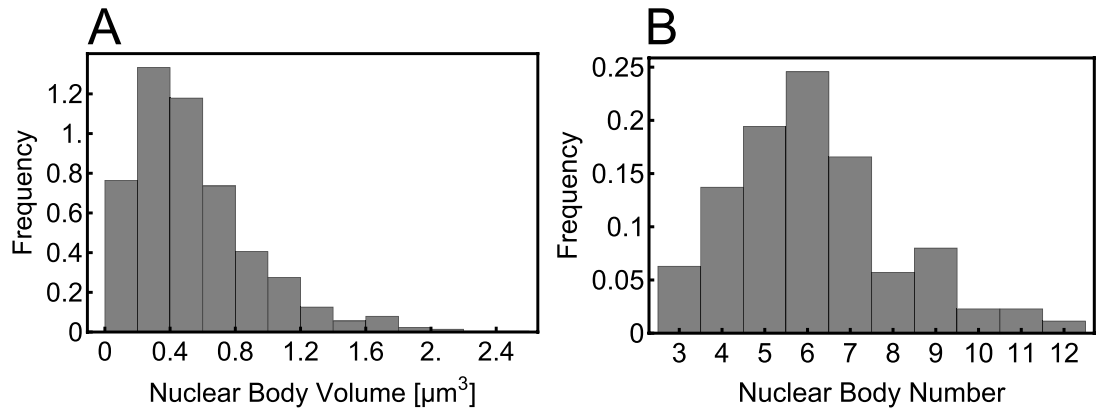 A
Frequency
1.2
1.
0.8
0.6
0.4
0.2
0
0 0.4 0.8 1.2 1.6 2. 2.4
Nuclear Body Volume [µm³]
B
Frequency
0.25
0.2
0.15
0.1
0.05
0
3 4 5 6 7 8 9 10 11 12
Nuclear Body Number